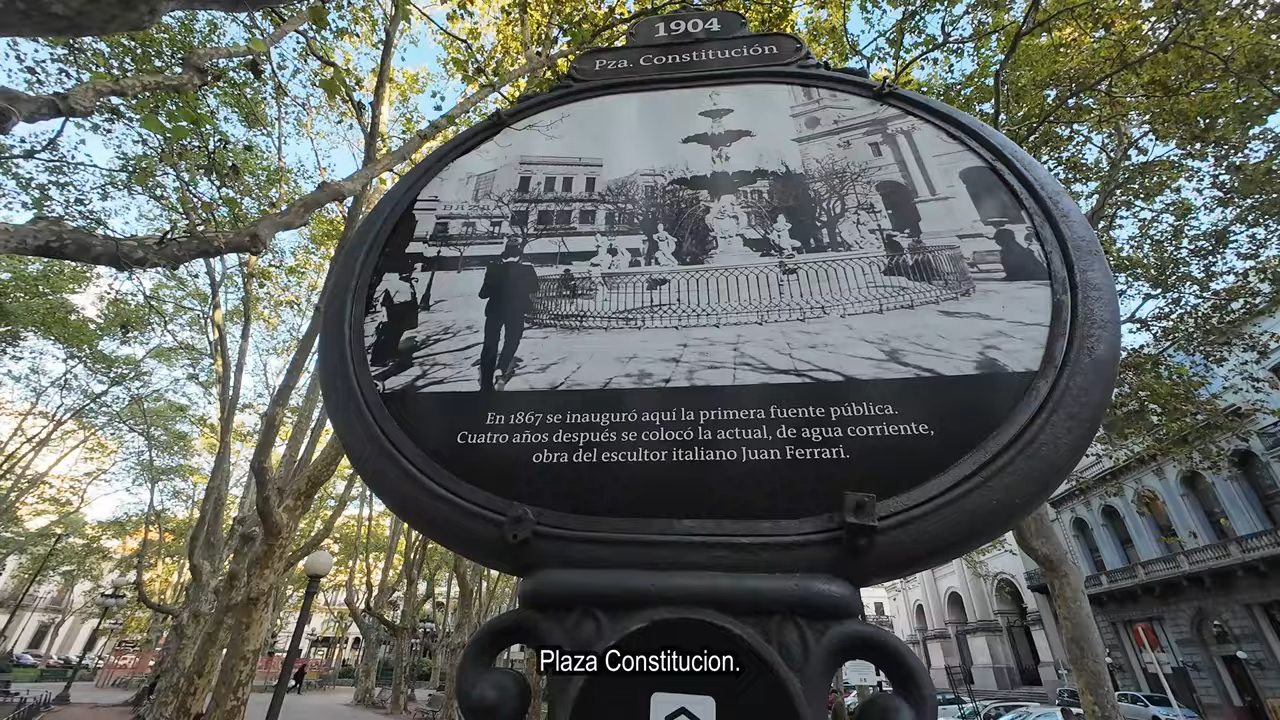 1904
Pza. Constitución
En 1867 se inauguró aquí la primera fuente pública.
Cuatro años después se colocó la actual, de agua corriente,
obra del escultor italiano Juan Ferrari.
Plaza Constitucion.